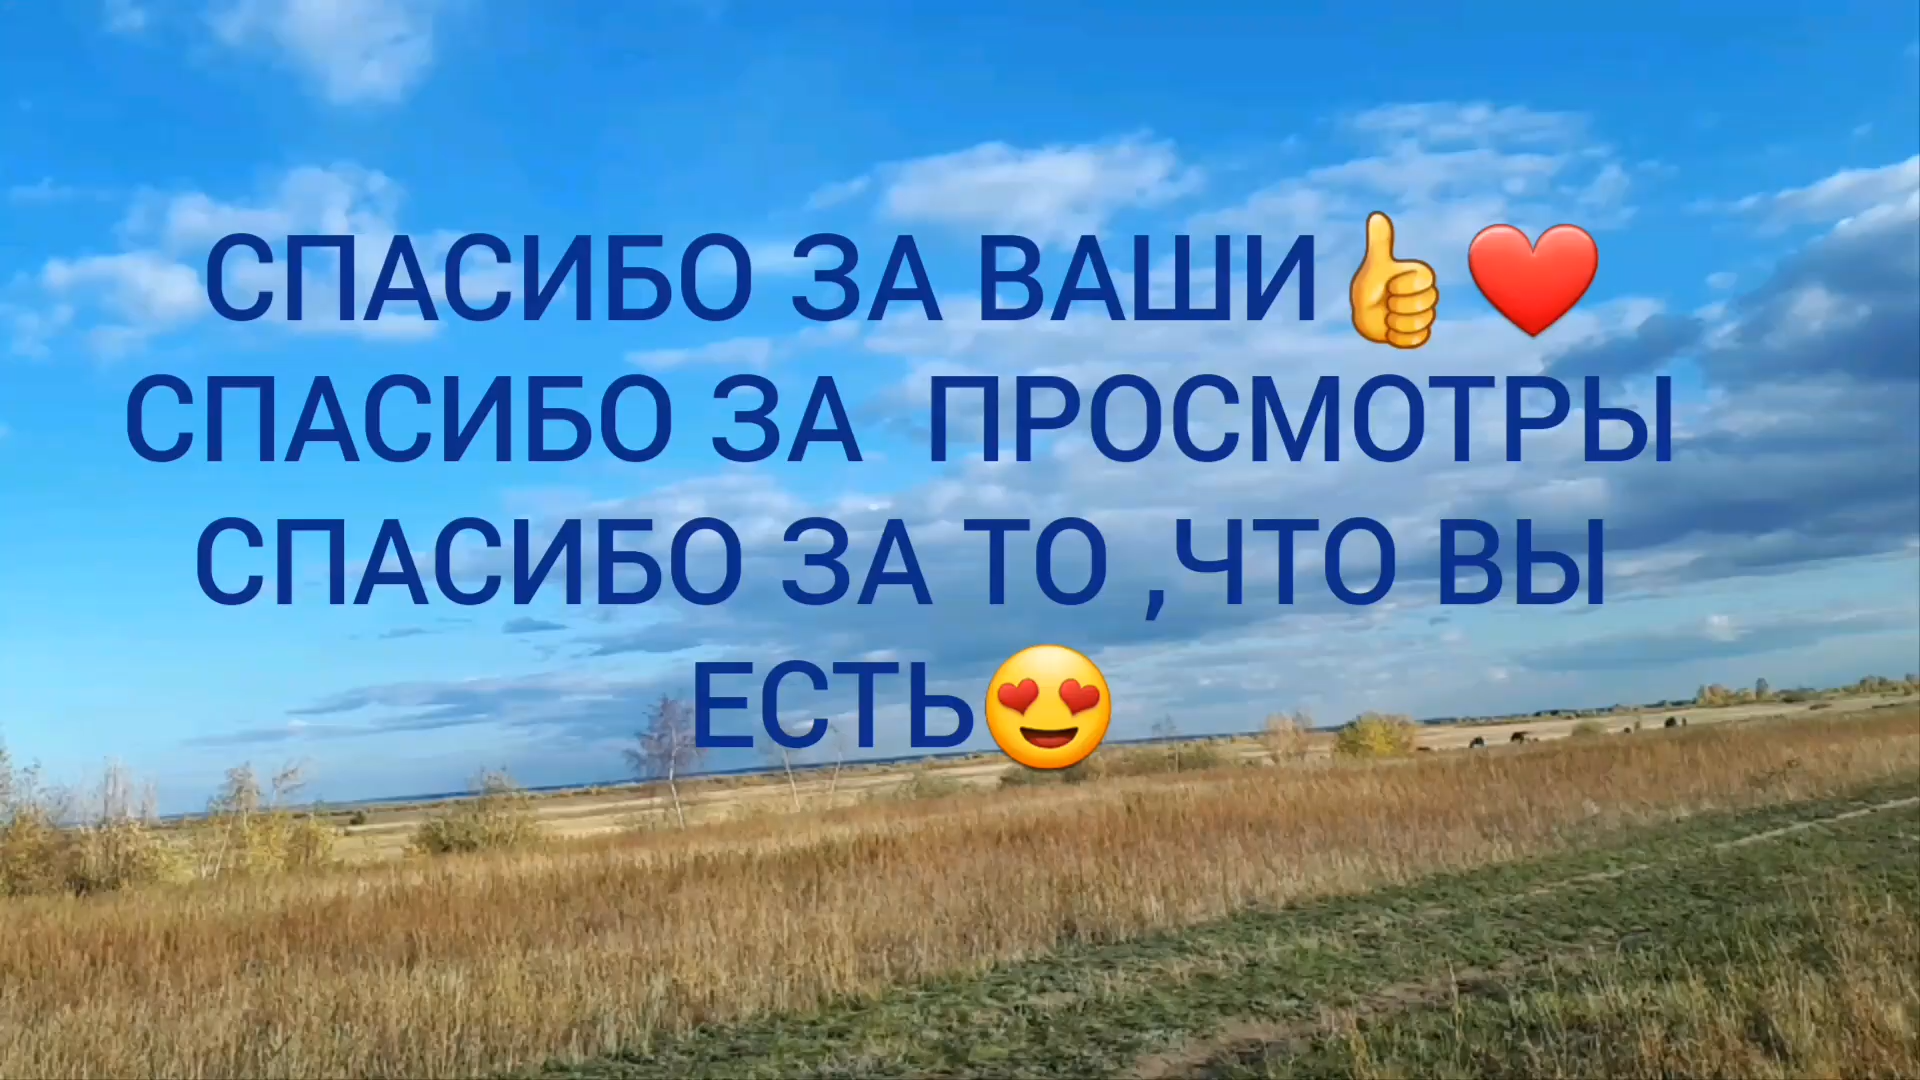 СПАСИБО ЗА ВАШИ👍❤️
СПАСИБО ЗА  ПРОСМОТРЫ
СПАСИБО ЗА ТО ,ЧТО ВЫ
ЕСТЬ😍